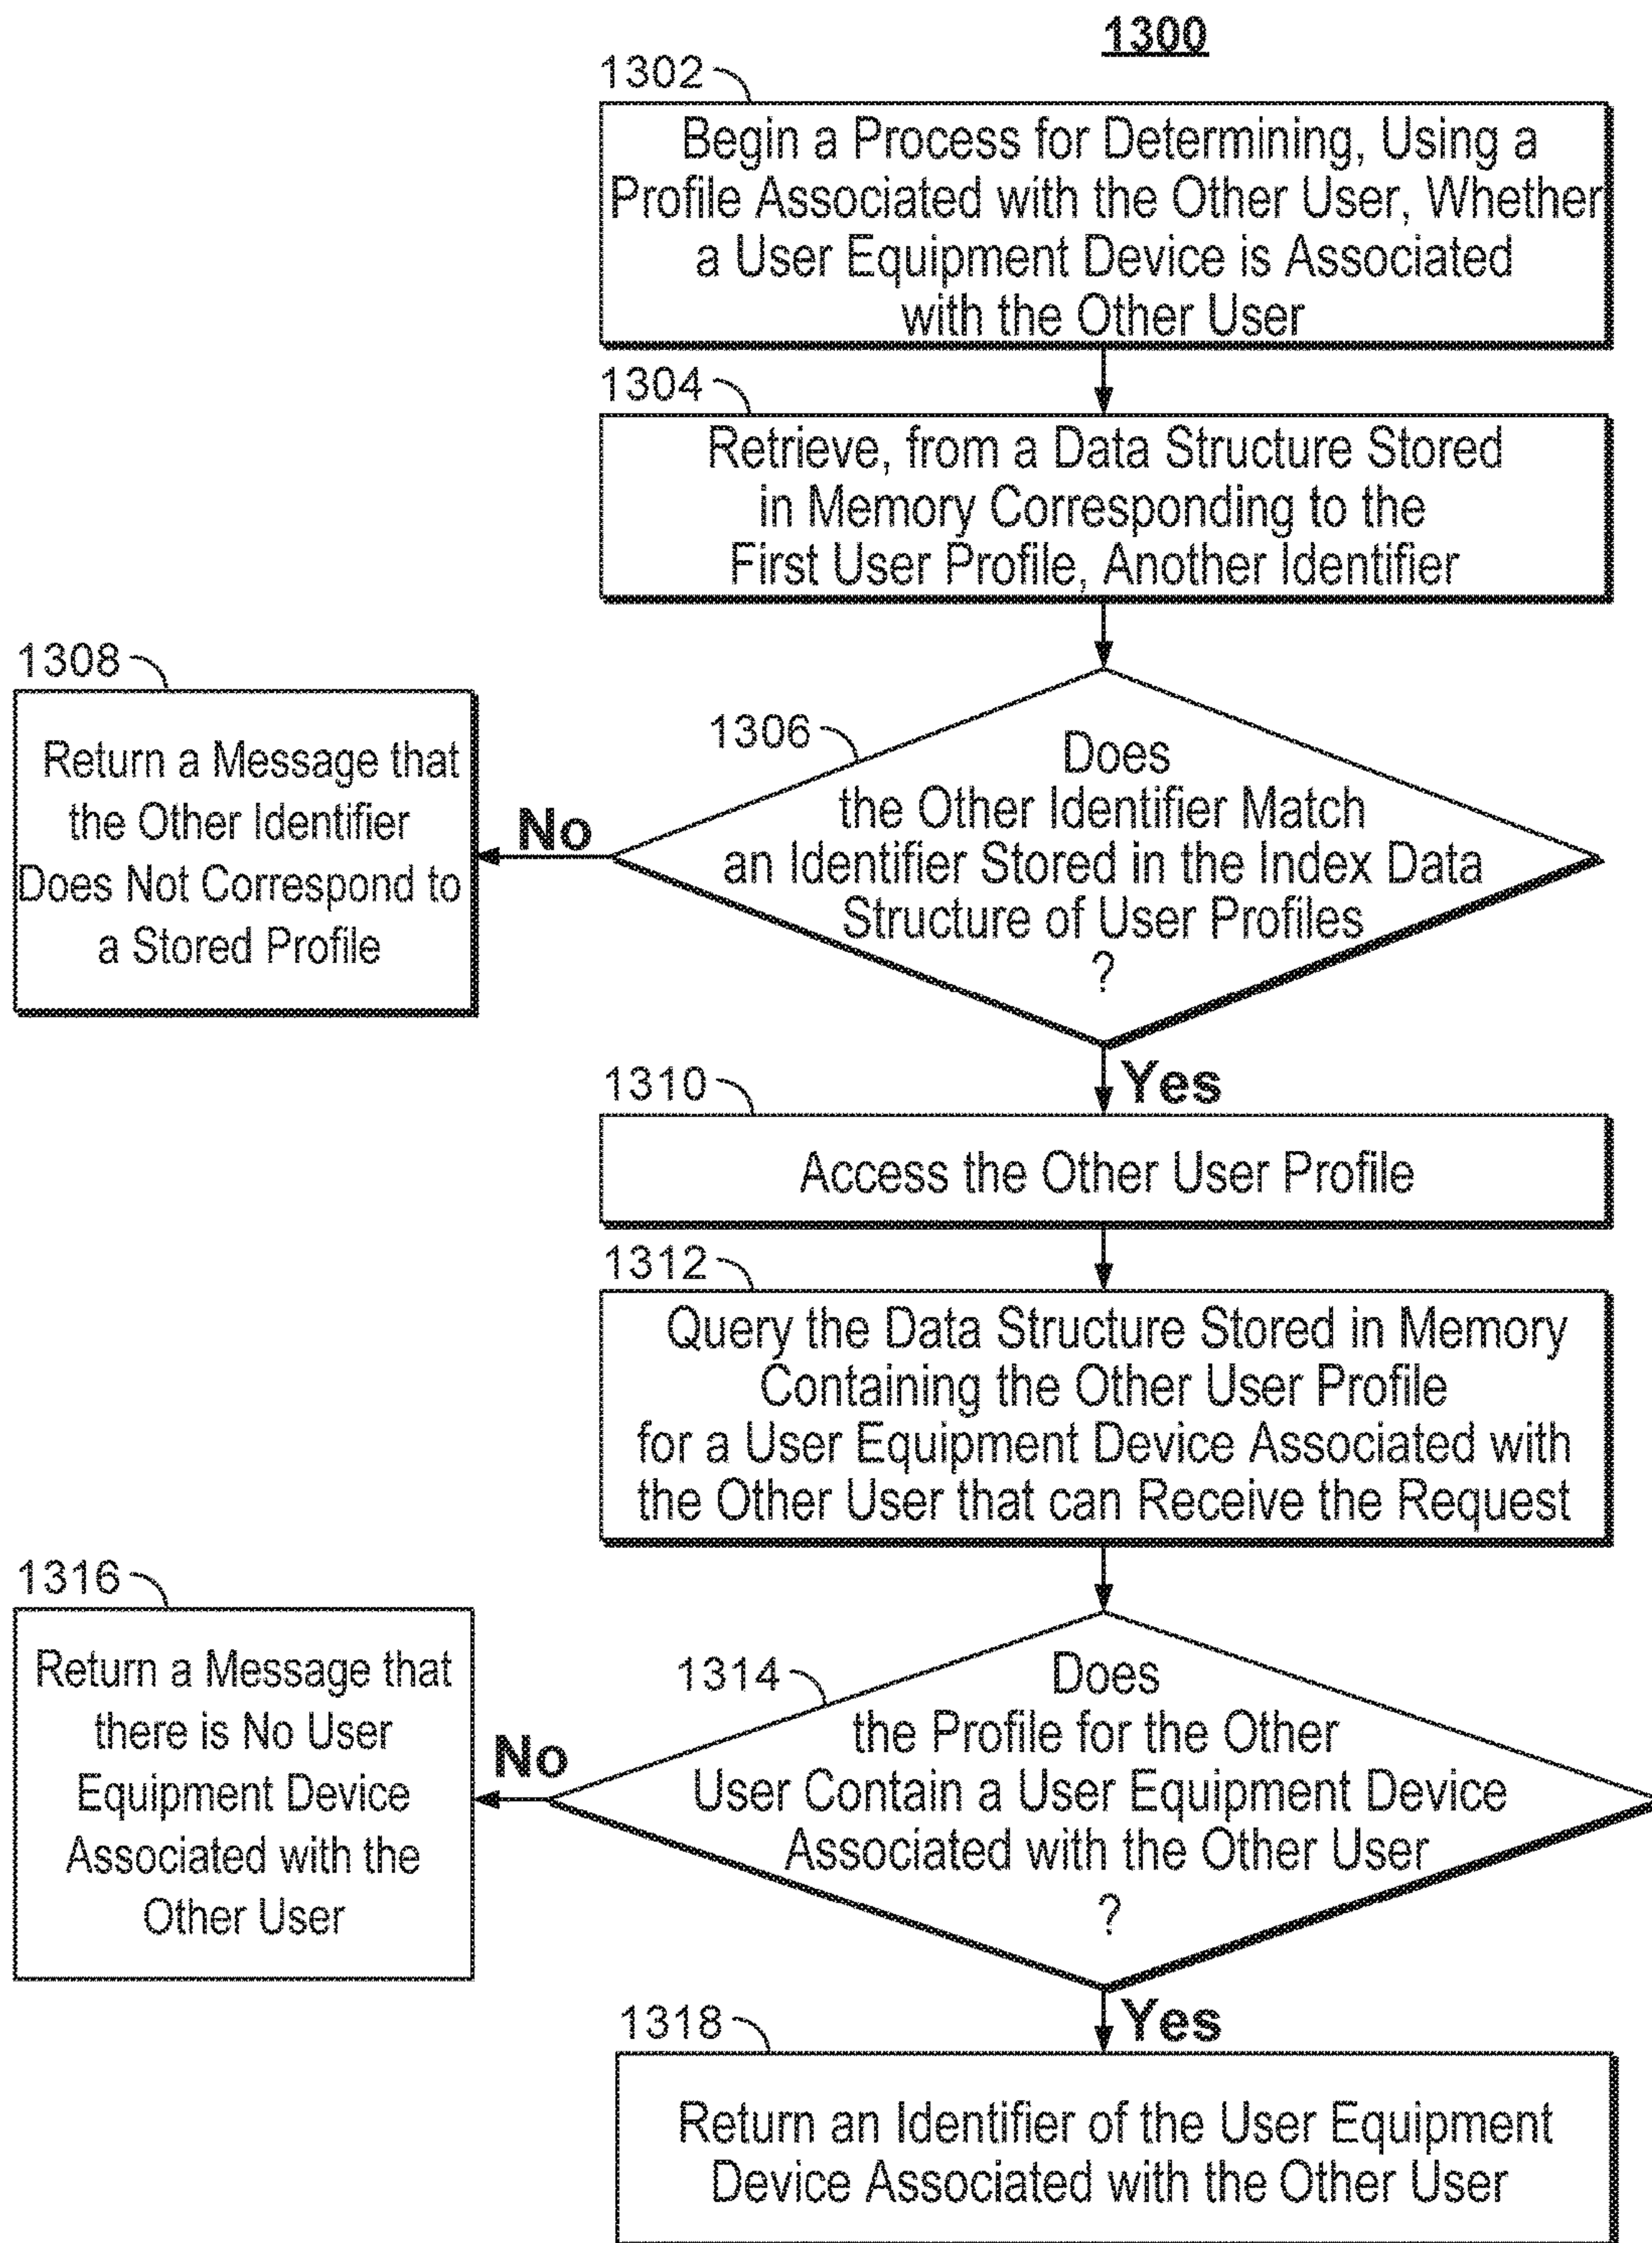 1300
1302
Begin a Process for Determining, Using a
Profile Associated with the Other User, Whether
a User Equipment Device is Associated
with the Other User
1304
Retrieve, from a Data Structure Stored
in Memory Corresponding to the
First User Profile, Another Identifier
1306
Does
the Other Identifier Match
an Identifier Stored in the Index Data
Structure of User Profiles
?
No
1308
Return a Message that
the Other Identifier
Does Not Correspond to
a Stored Profile
Yes
1310
Access the Other User Profile
1312
Query the Data Structure Stored in Memory
Containing the Other User Profile
for a User Equipment Device Associated with
the Other User that can Receive the Request
1314
Does
the Profile for the Other
User Contain a User Equipment Device
Associated with the Other User
?
No
1316
Return a Message that
there is No User
Equipment Device
Associated with the
Other User
Yes
1318
Return an Identifier of the User Equipment
Device Associated with the Other User